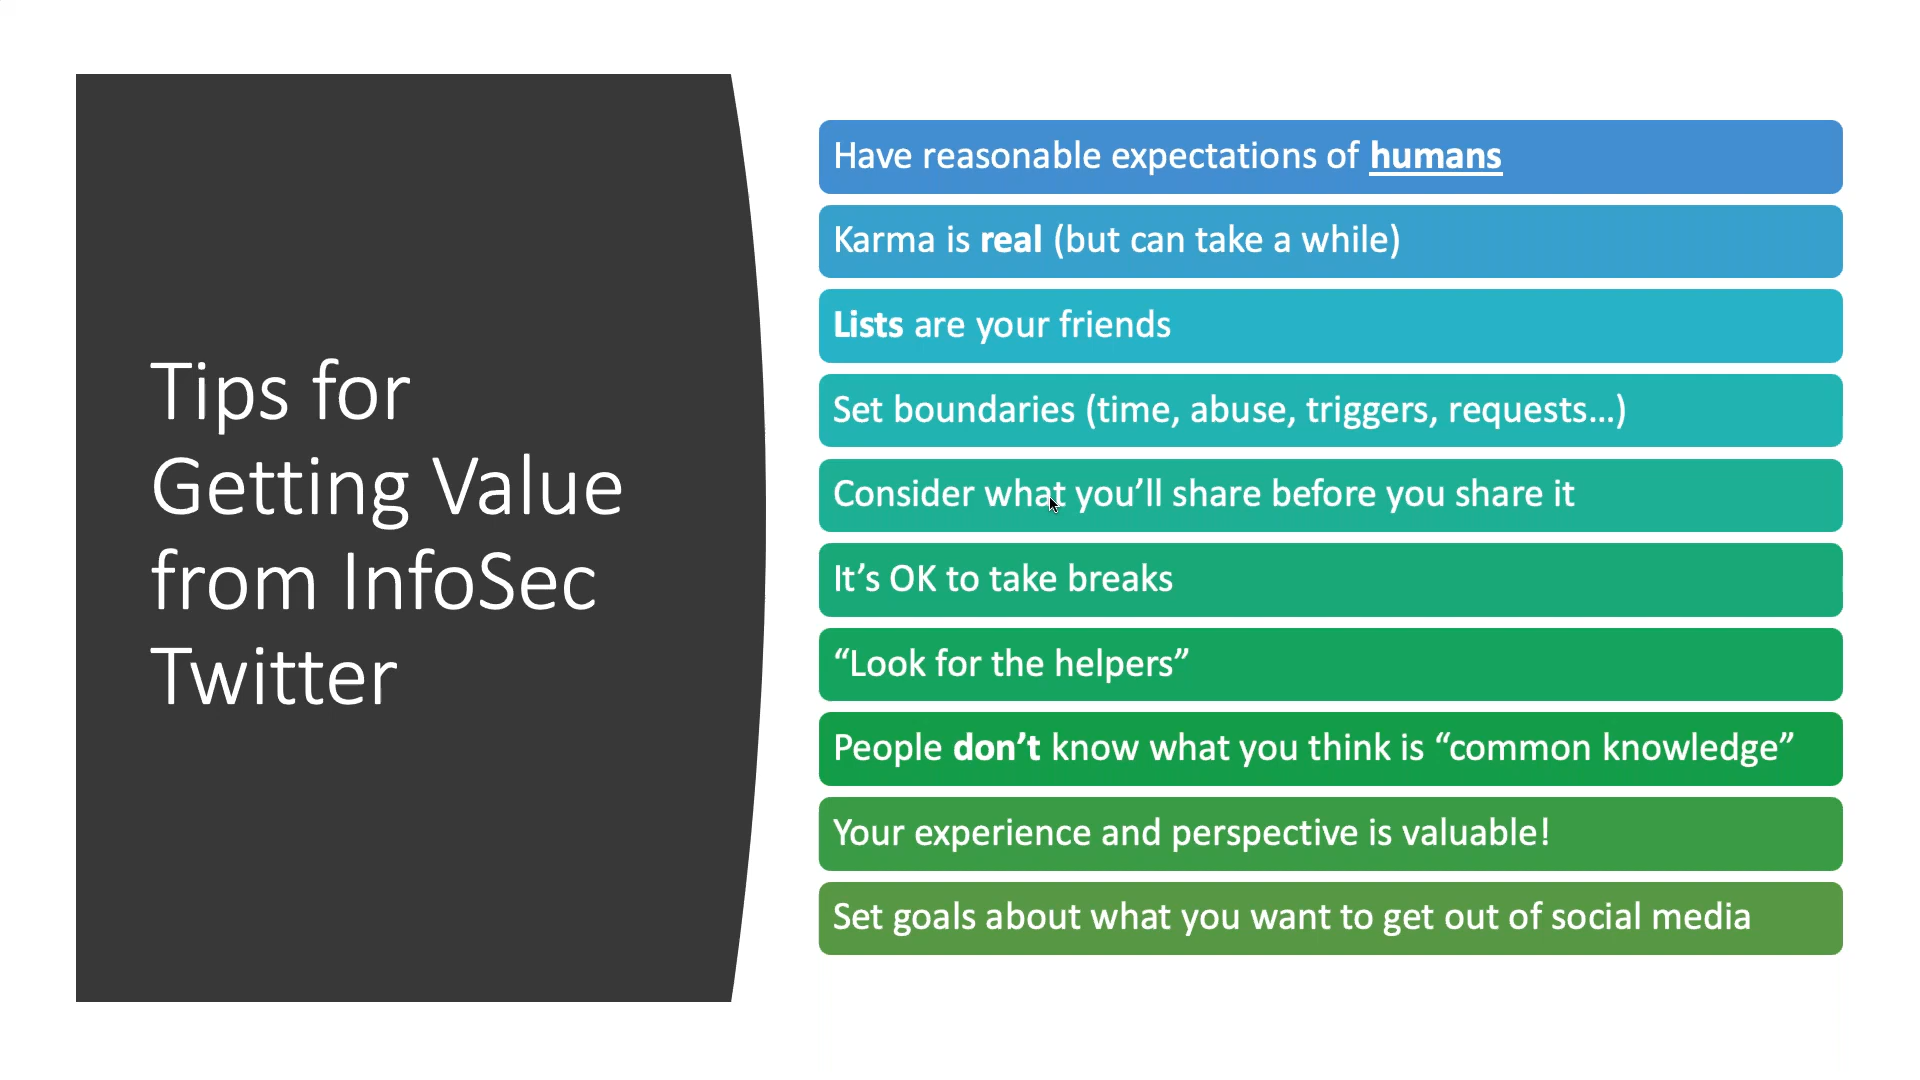 Tips for
Getting Value
from InfoSec
Twitter
Have reasonable expectations of humans
Karma is real (but can take a while)
Lists are your friends
Set boundaries (time, abuse, triggers, requests…)
Consider what you’ll share before you share it
It’s OK to take breaks
“Look for the helpers”
People don’t know what you think is “common knowledge”
Your experience and perspective is valuable!
Set goals about what you want to get out of social media